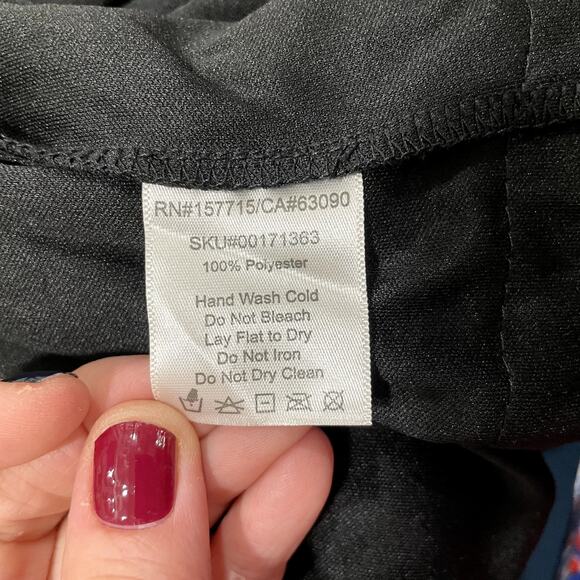 RN#157715/CA#63090
SKU#00171363
100% Polyester
Hand Wash Cold
Do Not Bleach
Lay Flat to Dry
Do Not Iron
Do Not Dry Clean